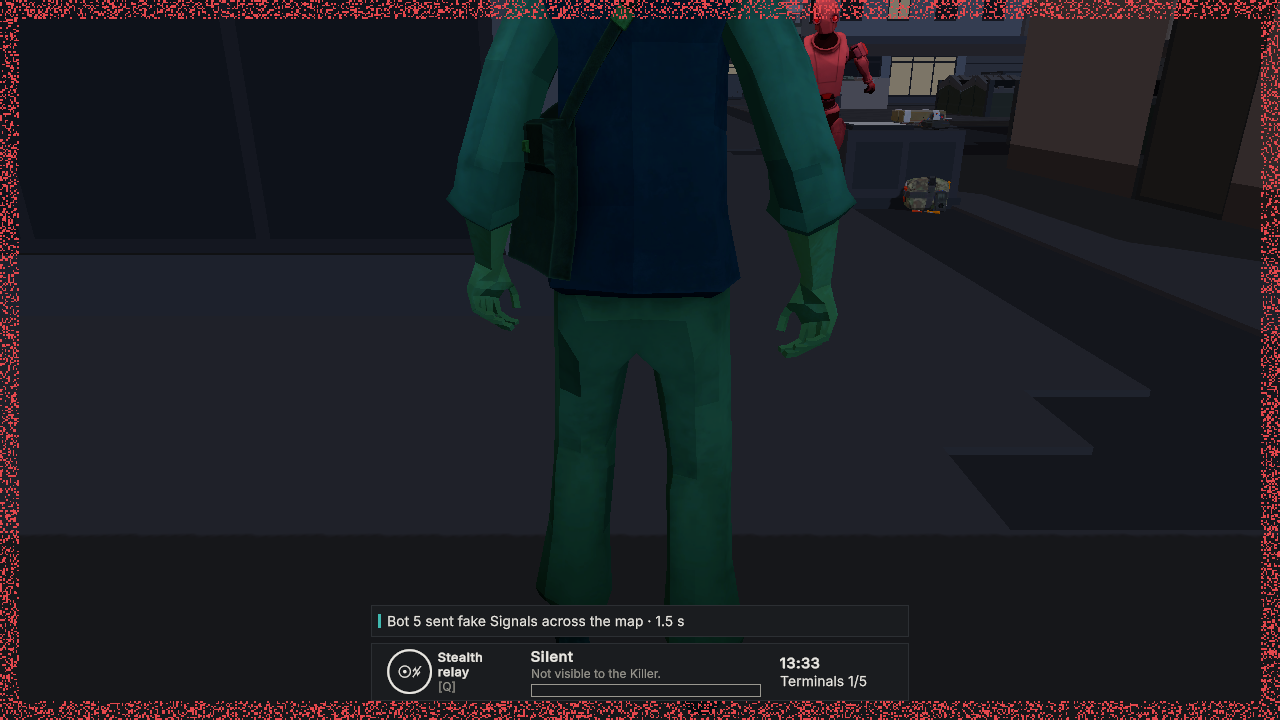 Bot 5 sent fake Signals across the map · 1.5 s
Stealth relay
[Q]
Silent
Not visible to the Killer.
13:33
Terminals 1/5